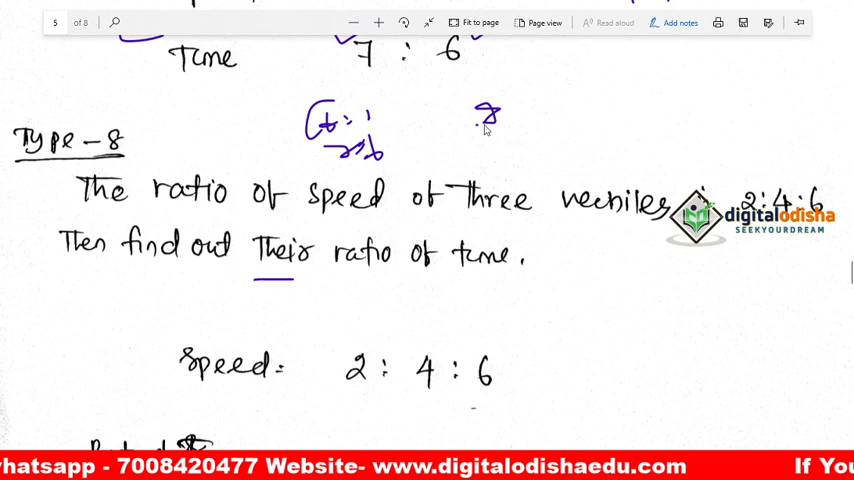 5 of 8 Fit to page Page view Read aloud Add notes
Time 7 : 6
Type - 8
The ratio of speed of Three vechiles 2:4:6
digitalodisha
SEEKYOURDREAM
Then find out Their ratio of time.
Speed: 2 : 4 : 6
whatsapp - 7008420477 Website- www.digitalodishaedu.com If Yo